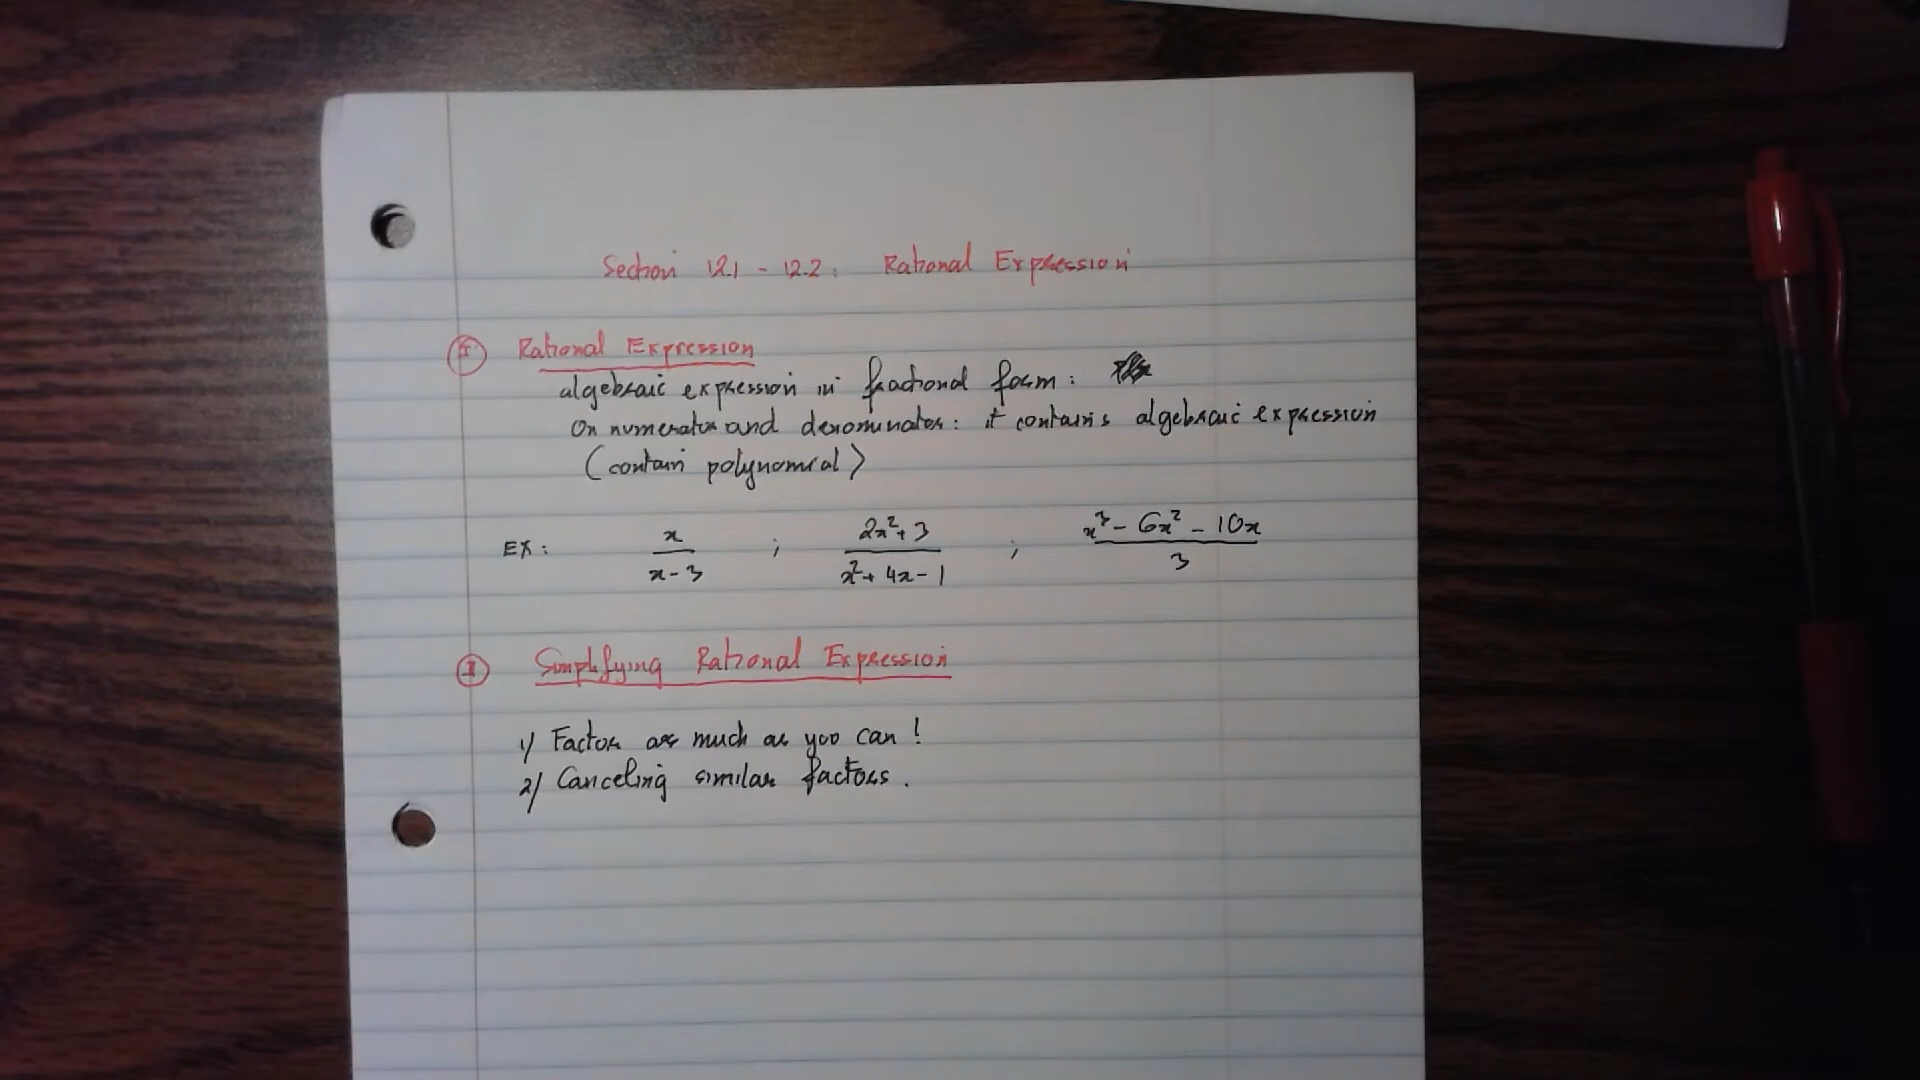 Section 12.1 - 12.2: Rational Expression
I Rational Expression
algebraic expression in fractional form:
On numerator and denominator: it contains algebraic expression
(contain polynomial)
EX: x/(x-3) ; (2x²+3)/(x²+4x-1) ; (x³-6x²-10x)/3
II Simplifying Rational Expression
1) Factor as much as you can!
2) Canceling similar factors.